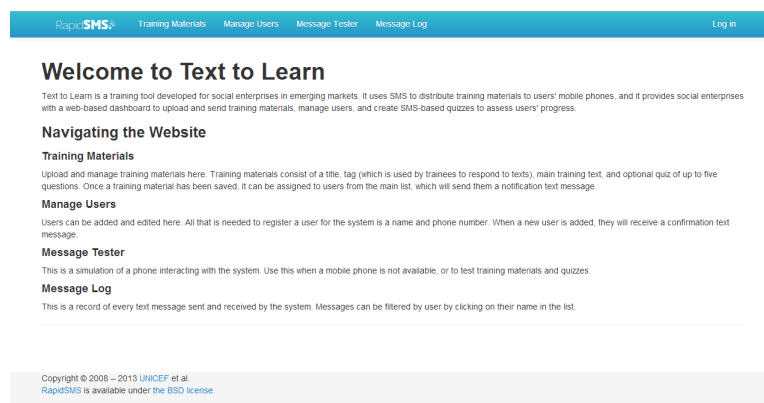 RapidSMS Training Materials Manage Users Message Tester Message Log Log in
Welcome to Text to Learn
Text to Learn is a training tool developed for social enterprises in emerging markets. It uses SMS to distribute training materials to users' mobile phones, and it provides social enterprises
with a web-based dashboard to upload and send training materials, manage users, and create SMS-based quizzes to assess users' progress.
Navigating the Website
Training Materials
Upload and manage training materials here. Training materials consist of a title, tag (which is used by trainees to respond to texts), main training text, and optional quiz of up to five
questions. Once a training material has been saved, it can be assigned to users from the main list, which will send them a notification text message.
Manage Users
Users can be added and edited here. All that is needed to register a user for the system is a name and phone number. When a new user is added, they will receive a confirmation text
message.
Message Tester
This is a simulation of a phone interacting with the system. Use this when a mobile phone is not available, or to test training materials and quizzes.
Message Log
This is a record of every text message sent and received by the system. Messages can be filtered by user by clicking on their name in the list.
Copyright © 2008 – 2013 UNICEF et al.
RapidSMS is available under the BSD license.